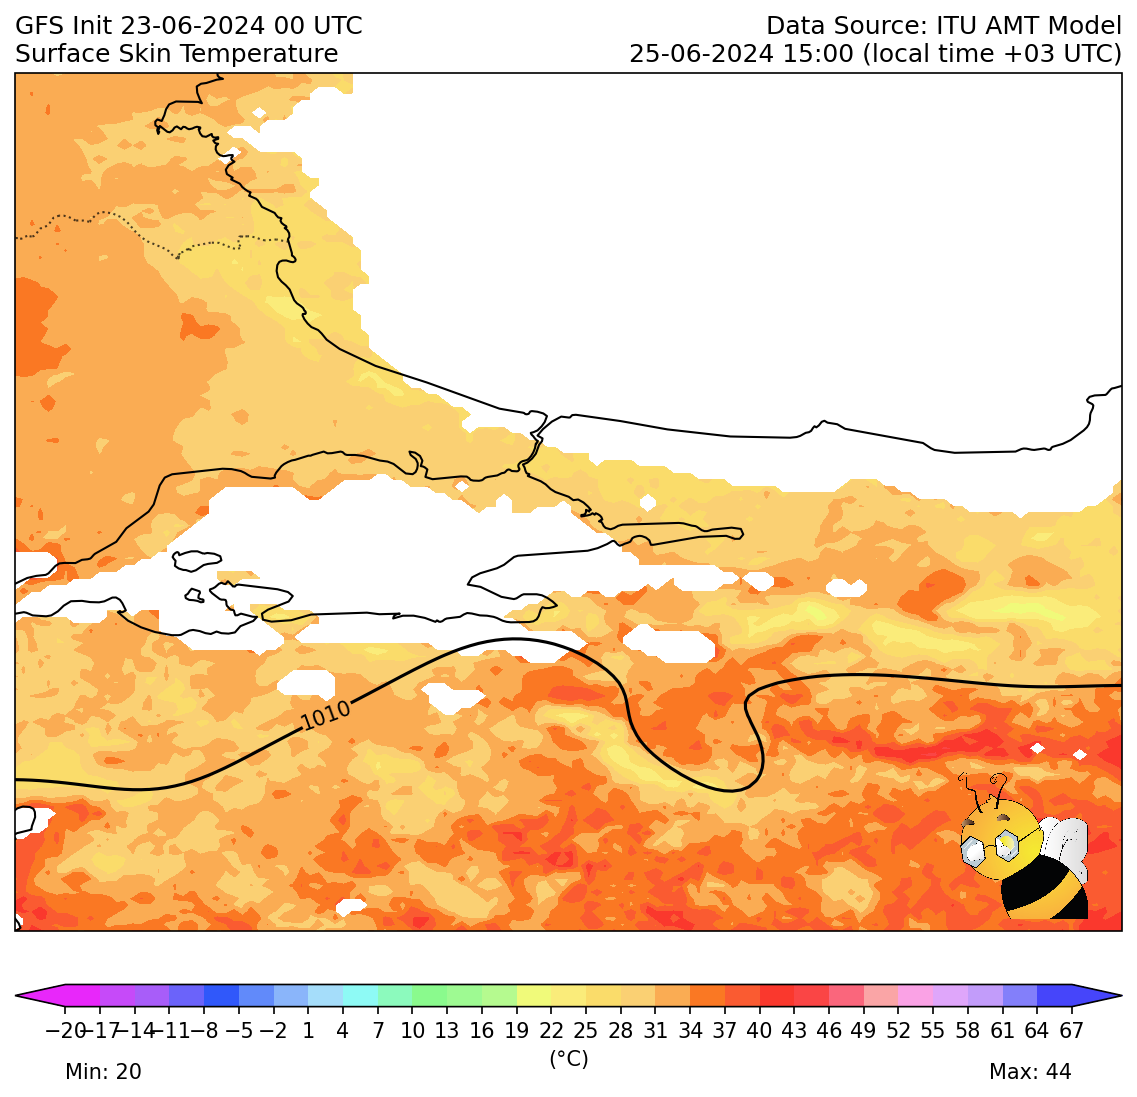 GFS Init 23-06-2024 00 UTC
Data Source: ITU AMT Model
Surface Skin Temperature
25-06-2024 15:00 (local time +03 UTC)
1010
−20 −17 −14 −11 −8 −5 −2 1 4 7 10 13 16 19 22 25 28 31 34 37 40 43 46 49 52 55 58 61 64 67
(°C)
Min: 20
Max: 44